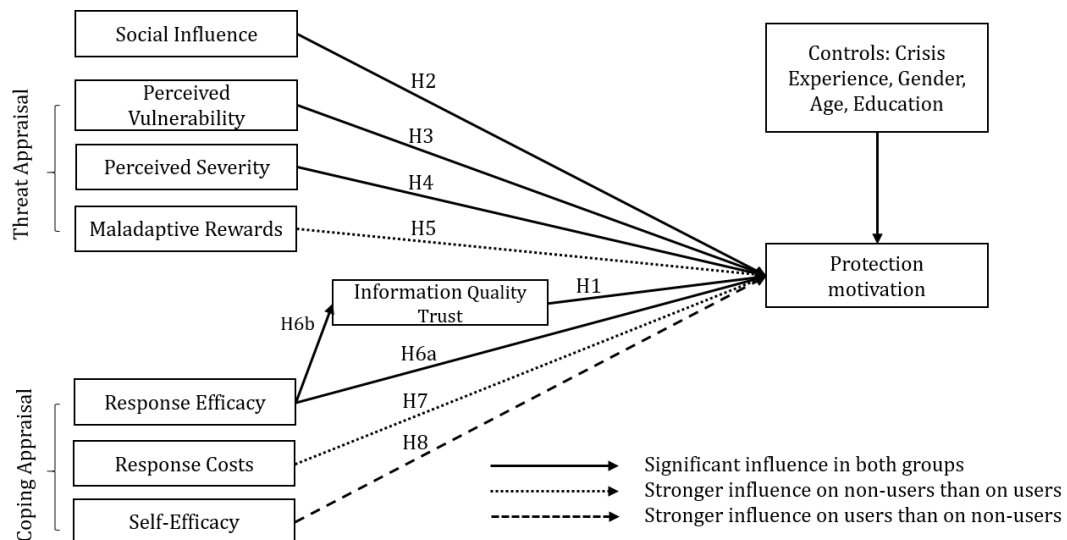 Social Influence
Controls: Crisis
Experience, Gender,
Age, Education
Threat Appraisal
Perceived
Vulnerability
Perceived Severity
Maladaptive Rewards
H2
H3
H4
H5
Protection
motivation
Information Quality
Trust
H1
H6b
H6a
H7
H8
Coping Appraisal
Response Efficacy
Response Costs
Self-Efficacy
Significant influence in both groups
Stronger influence on non-users than on users
Stronger influence on users than on non-users